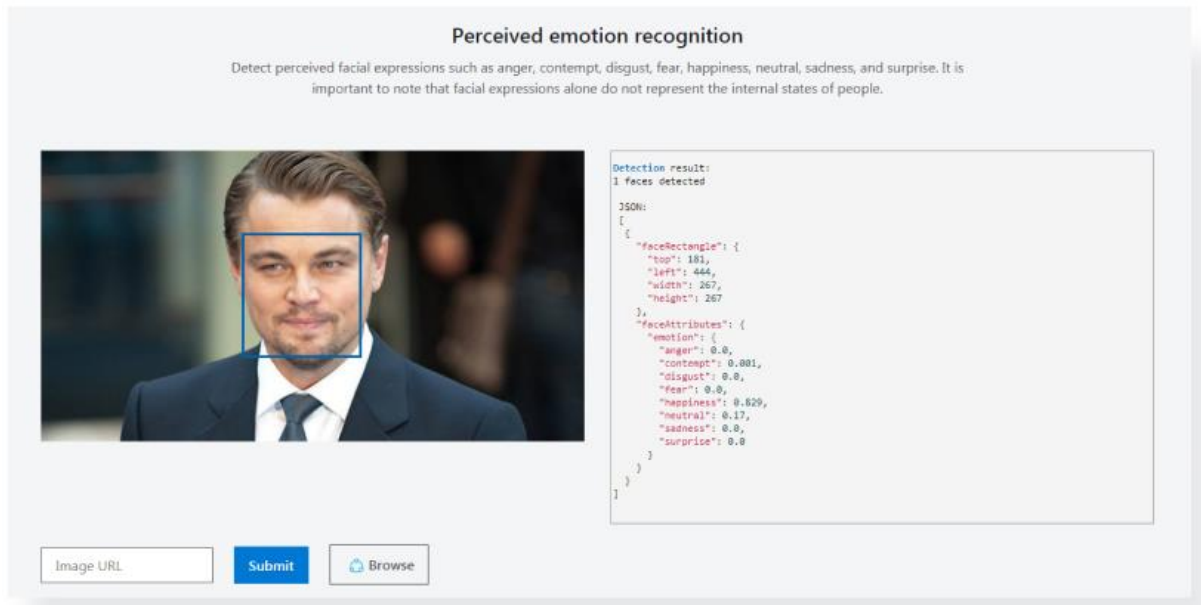 Perceived emotion recognition
Detect perceived facial expressions such as anger, contempt, disgust, fear, happiness, neutral, sadness, and surprise. It is
important to note that facial expressions alone do not represent the internal states of people.
Detection result:
1 faces detected
JSON:
[
{
"faceRectangle": {
"top": 181,
"left": 444,
"width": 267,
"height": 267
},
"faceAttributes": {
"emotion": {
"anger": 0.0,
"contempt": 0.001,
"disgust": 0.0,
"fear": 0.0,
"happiness": 0.829,
"neutral": 0.17,
"sadness": 0.0,
"surprise": 0.0
}
}
}
]
Image URL
Submit
Browse